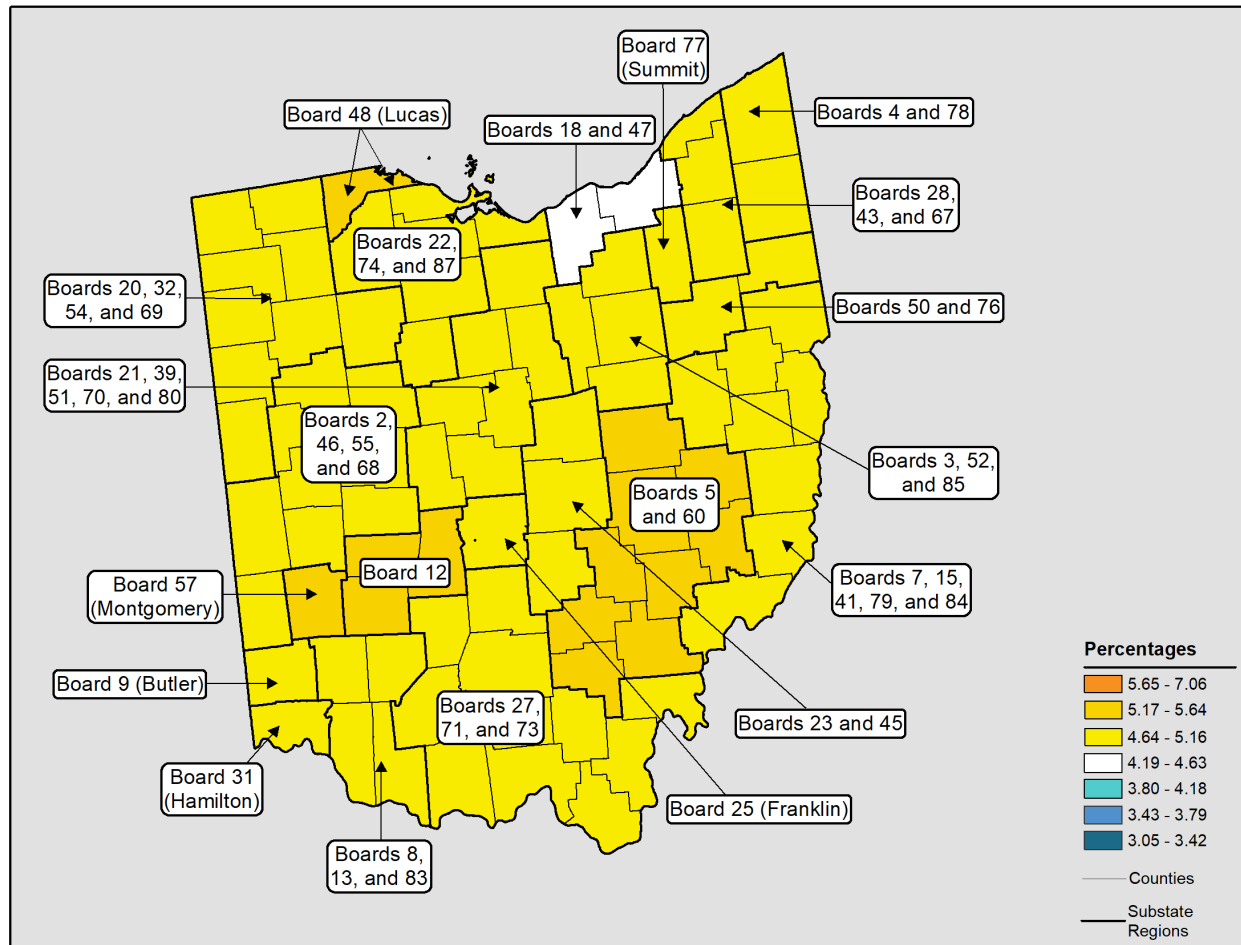 Board 77
(Summit)
Board 48 (Lucas)
Boards 18 and 47
Boards 4 and 78
Boards 28,
43, and 67
Boards 22,
74, and 87
Boards 20, 32,
54, and 69
Boards 50 and 76
Boards 21, 39,
51, 70, and 80
Boards 2,
46, 55,
and 68
Boards 3, 52,
and 85
Boards 5
and 60
Board 12
Board 57
(Montgomery)
Boards 7, 15,
41, 79, and 84
Board 9 (Butler)
Boards 27,
71, and 73
Boards 23 and 45
Board 31
(Hamilton)
Board 25 (Franklin)
Boards 8,
13, and 83
Percentages
5.65 - 7.06
5.17 - 5.64
4.64 - 5.16
4.19 - 4.63
3.80 - 4.18
3.43 - 3.79
3.05 - 3.42
Counties
Substate
Regions